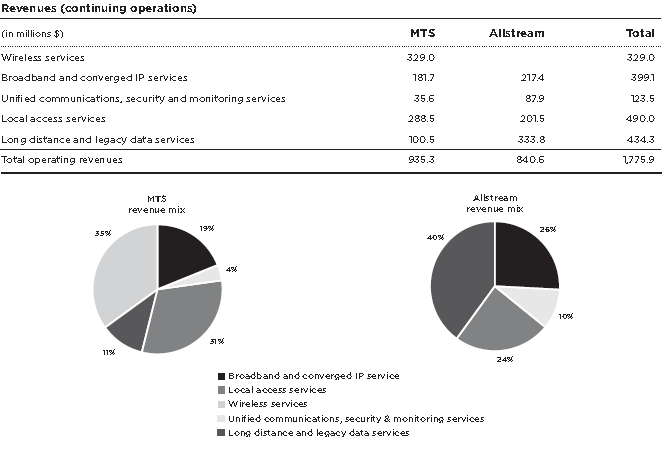 Revenues (continuing operations)
(in millions $) MTS Allstream Total
Wireless services 329.0 329.0
Broadband and converged IP services 181.7 217.4 399.1
Unified communications, security and monitoring services 35.6 87.9 123.5
Local access services 288.5 201.5 490.0
Long distance and legacy data services 100.5 333.8 434.3
Total operating revenues 935.3 840.6 1,775.9
MTS
revenue mix
35%
19%
4%
31%
11%
Allstream
revenue mix
40%
26%
10%
24%
Broadband and converged IP service
Local access services
Wireless services
Unified communications, security & monitoring services
Long distance and legacy data services